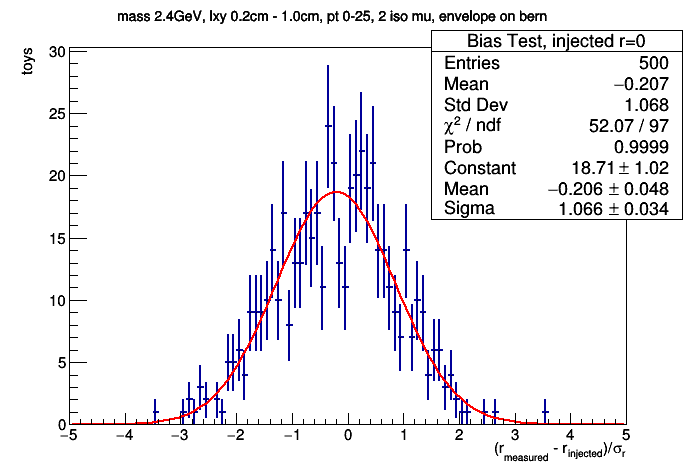 mass 2.4GeV, lxy 0.2cm - 1.0cm, pt 0-25, 2 iso mu, envelope on bern
Bias Test, injected r=0
Entries 500
Mean −0.207
Std Dev 1.068
χ² / ndf 52.07 / 97
Prob 0.9999
Constant 18.71 ± 1.02
Mean −0.206 ± 0.048
Sigma 1.066 ± 0.034
toys
30
25
20
15
10
5
0
−5 −4 −3 −2 −1 0 1 2 3 4 5
(r_measured - r_injected)/σ_r